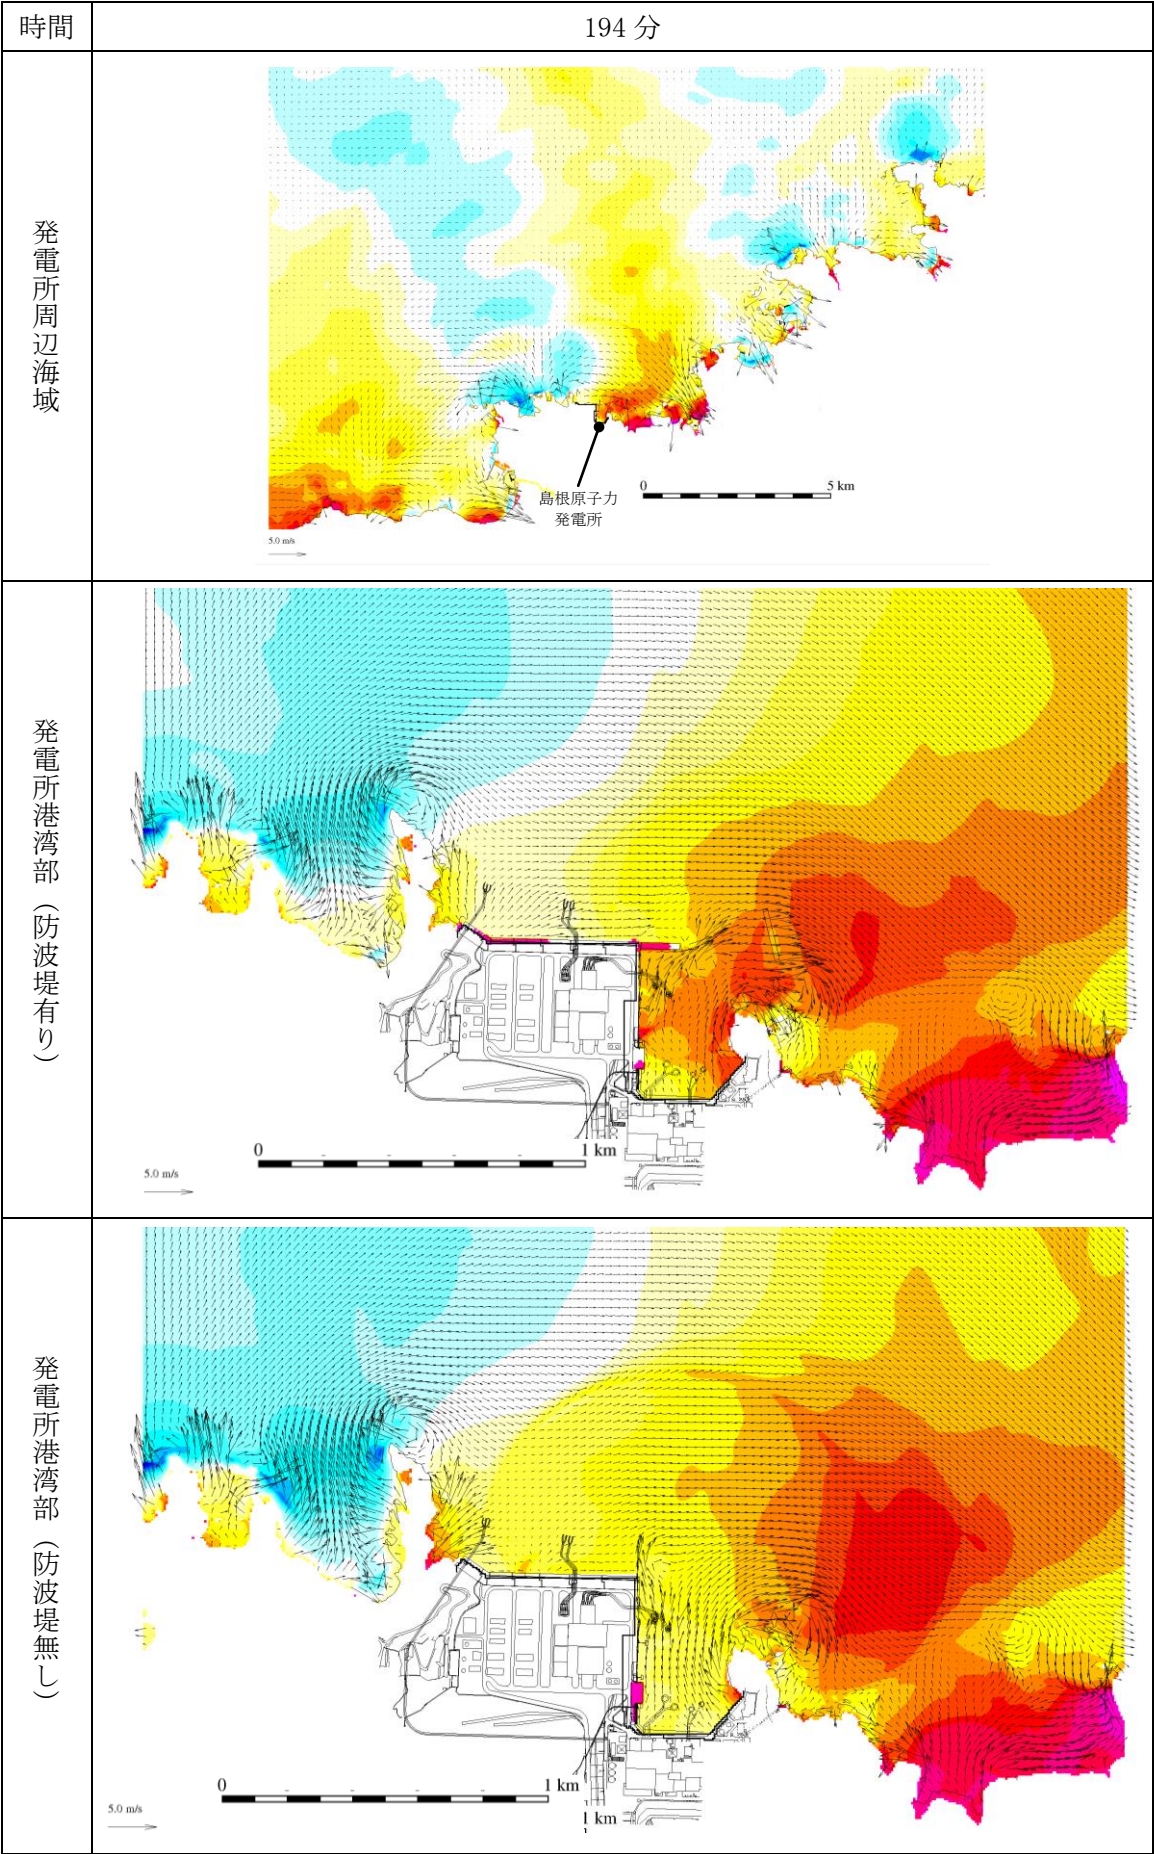 時間
194 分
発電所周辺海域
島根原子力
発電所
0
5 km
5.0 m/s
発電所港湾部（防波堤有り）
0
1 km
5.0 m/s
発電所港湾部（防波堤無し）
0
1 km
5.0 m/s
1 km